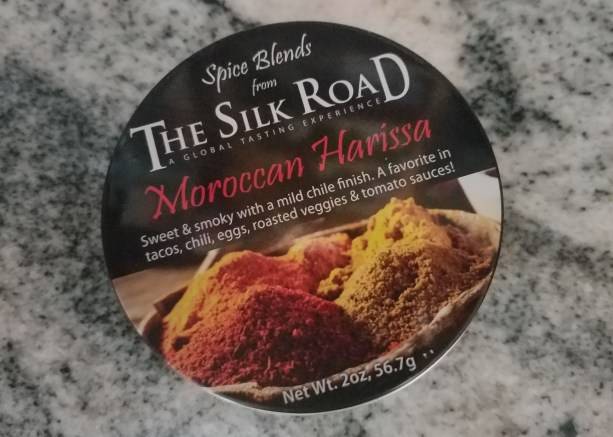 Spice Blends
from
THE SILK ROAD
A GLOBAL TASTING EXPERIENCE
Moroccan Harissa
Sweet & smoky with a mild chile finish. A favorite in
tacos, chili, eggs, roasted veggies & tomato sauces!
Net Wt. 2oz, 56.7g